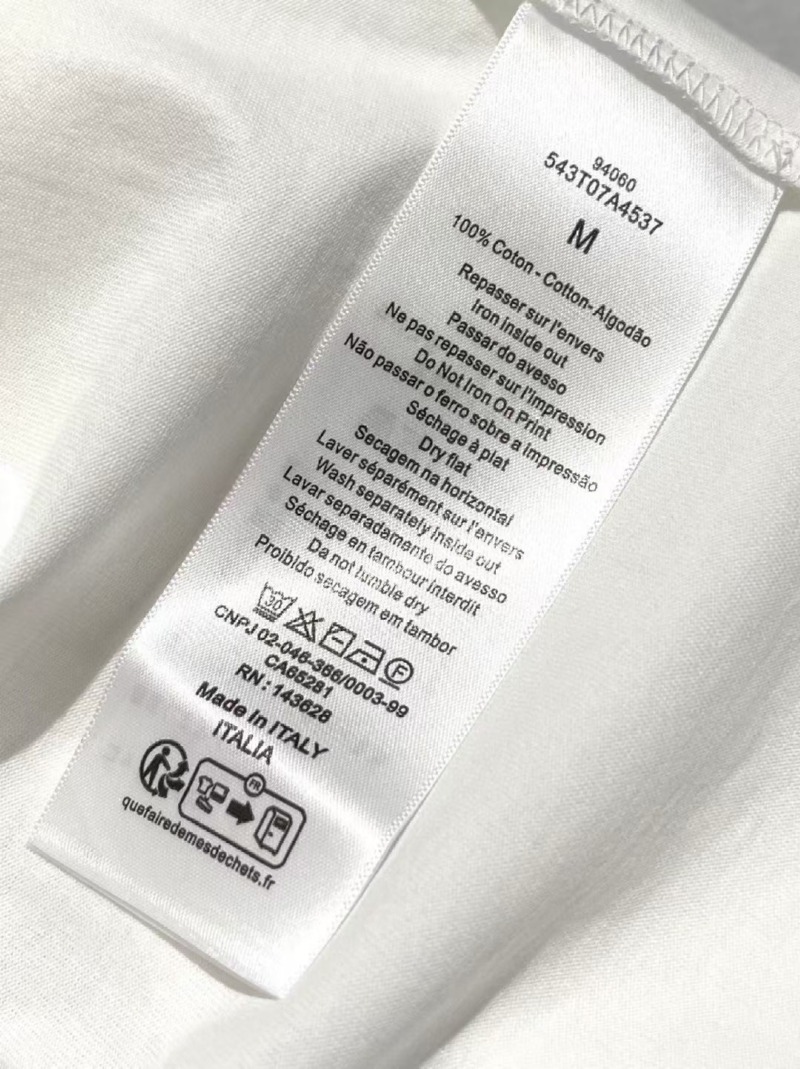 94060
543T07A4537
M
100% Coton - Cotton- Algodão
Repasser sur l'envers
Iron inside out
Passar do avesso
Ne pas repasser sur l'impression
Do Not Iron On Print
Não passar o ferro sobre a impressão
Séchage à plat
Dry flat
Secagem na horizontal
Laver séparément sur l'envers
Wash separately inside out
Lavar separadamente do avesso
Séchage en tambour interdit
Da not tumble dry
Proibido secagem em tambor
30
F
CNPJ 02-046-366/0003-99
CA65281
RN : 143628
Made In ITALY
ITALIA
FR
quefairedemesdechets.fr